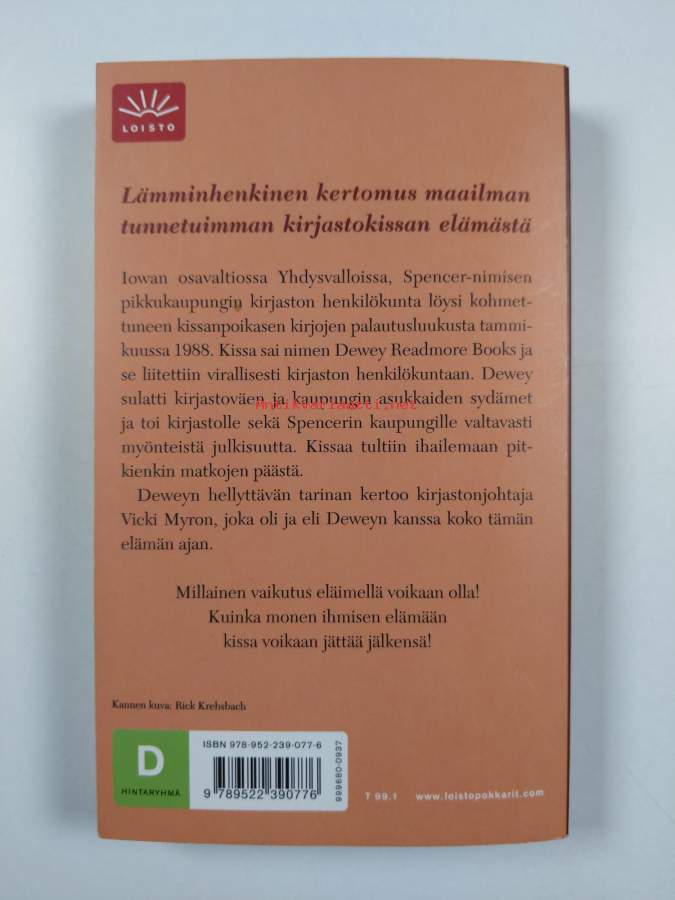 LOISTO
Lämminhenkinen kertomus maailman
tunnetuimman kirjastokissan elämästä
Iowan osavaltiossa Yhdysvalloissa, Spencer-nimisen
pikkukaupungin kirjaston henkilökunta löysi kohmet-
tuneen kissanpoikasen kirjojen palautusluukusta tammi-
kuussa 1988. Kissa sai nimen Dewey Readmore Books ja
se liitettiin virallisesti kirjaston henkilökuntaan. Dewey
sulatti kirjastoväen ja kaupungin asukkaiden sydämet
Antikvariaatti.net
ja toi kirjastolle sekä Spencerin kaupungille valtavasti
myönteistä julkisuutta. Kissaa tultiin ihailemaan pit-
kienkin matkojen päästä.
Deweyn hellyttävän tarinan kertoo kirjastonjohtaja
Vicki Myron, joka oli ja eli Deweyn kanssa koko tämän
elämän ajan.
Millainen vaikutus eläimellä voikaan olla!
Kuinka monen ihmisen elämään
kissa voikaan jättää jälkensä!
Kannen kuva: Rick Krebsbach
D
HINTARYHMÄ
ISBN 978-952-239-077-6
9 789522 390776
999680-0937
T 99.1
www.loistopokkarit.com